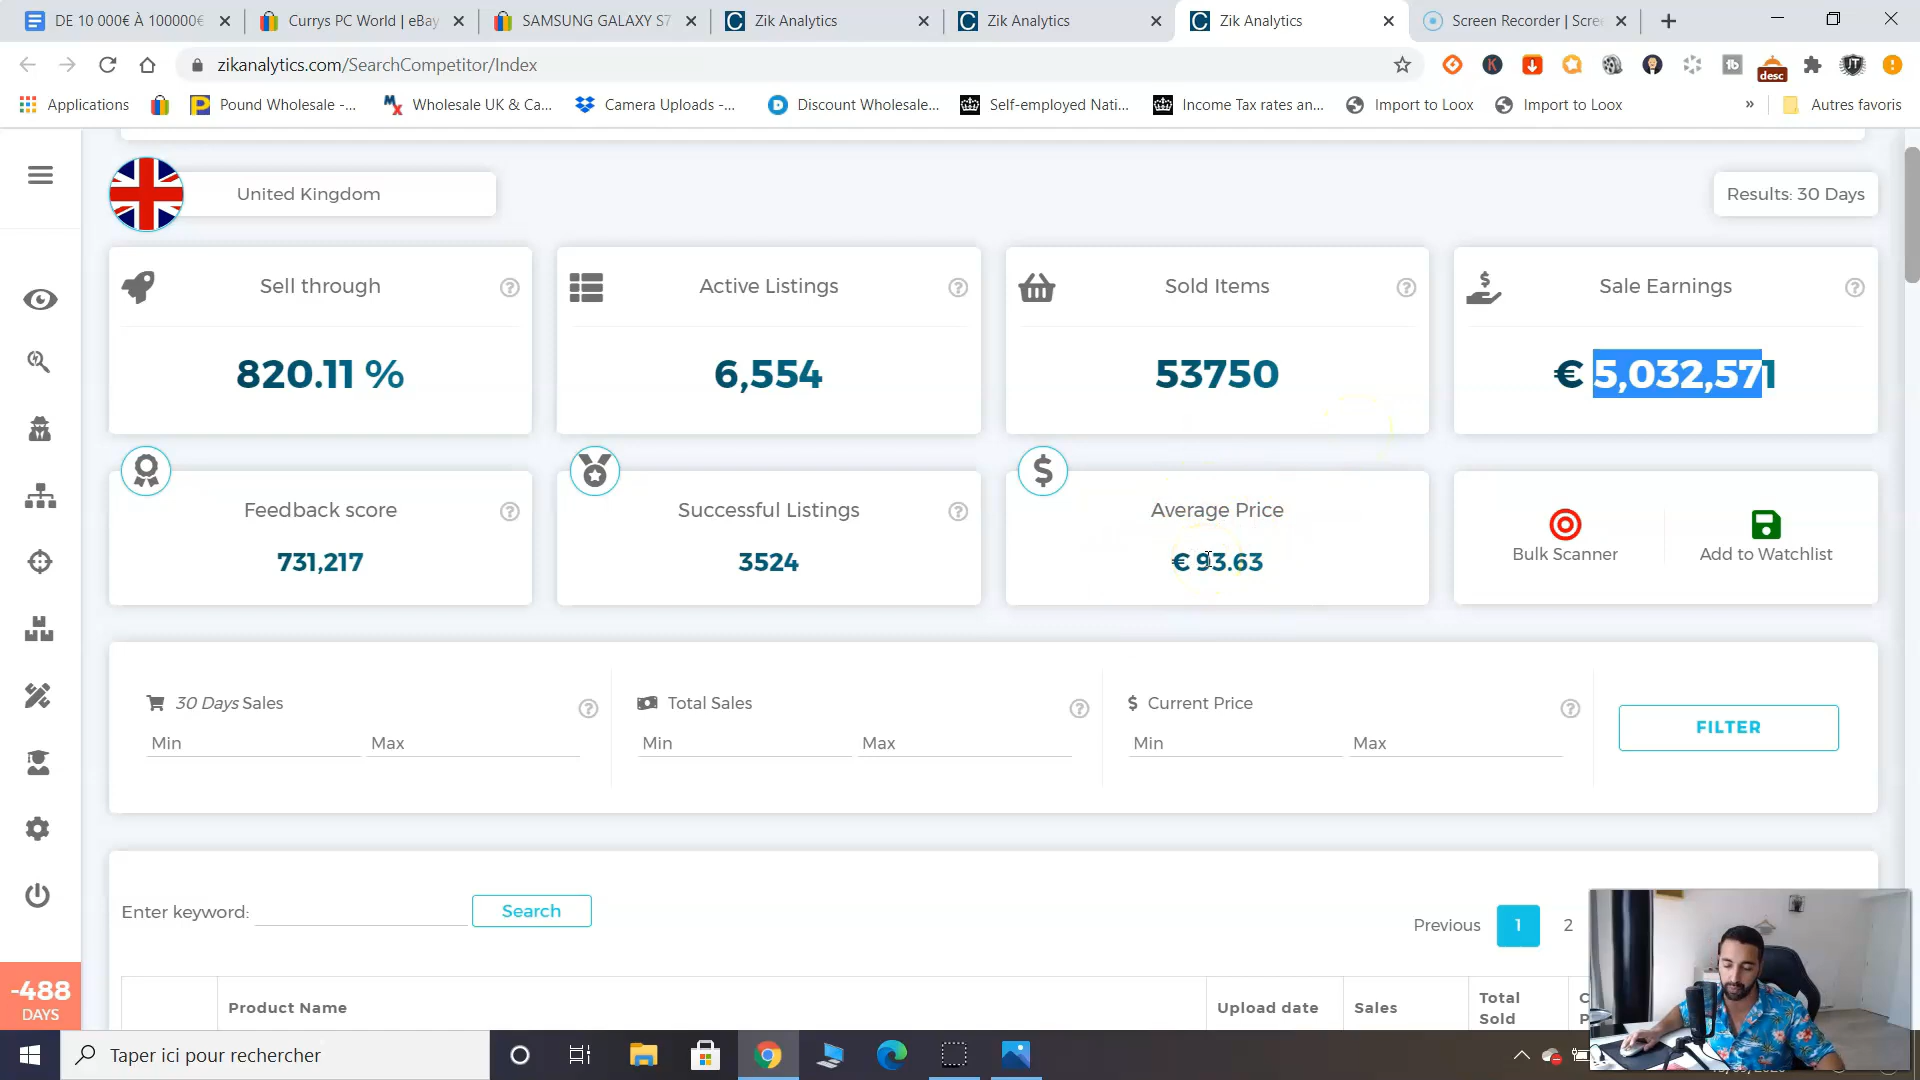 DE 10 000€ À 100000€
Currys PC World | eBay
SAMSUNG GALAXY S7
Zik Analytics
Zik Analytics
Zik Analytics
Screen Recorder | Scre
zikanalytics.com/SearchCompetitor/Index
desc
Applications
Pound Wholesale -...
Wholesale UK & Ca...
Camera Uploads -...
Discount Wholesale...
Self-employed Nati...
Income Tax rates an...
Import to Loox
Import to Loox
»
Autres favoris
United Kingdom
Results: 30 Days
Sell through
Active Listings
Sold Items
Sale Earnings
820.11 %
6,554
53750
€ 5,032,571
Feedback score
Successful Listings
Average Price
731,217
3524
€ 93.63
Bulk Scanner
Add to Watchlist
30 Days Sales
Total Sales
$ Current Price
Min
Max
Min
Max
Min
Max
FILTER
Enter keyword:
Search
Previous
1
2
-488
DAYS
Product Name
Upload date
Sales
Total
Sold
C
P
Taper ici pour rechercher